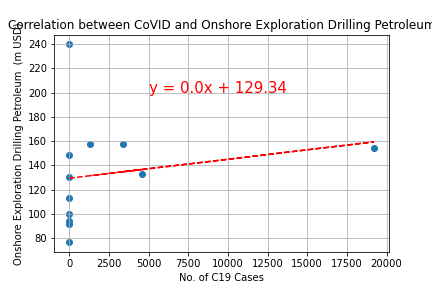 Correlation between CoVID and Onshore Exploration Drilling Petroleum
Onshore Exploration Drilling Petroleum (m USD)
240
220
200
180
160
140
120
100
80
y = 0.0x + 129.34
0 2500 5000 7500 10000 12500 15000 17500 20000
No. of C19 Cases